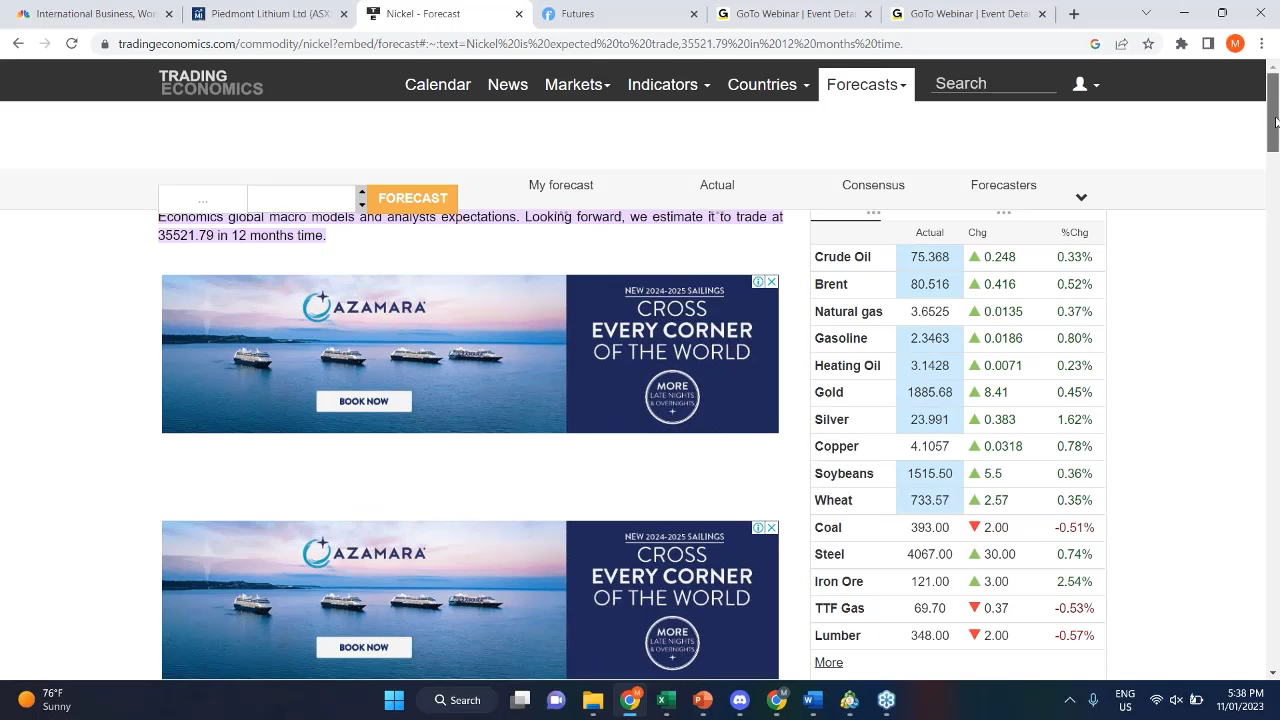 International Business, Wor
Piedmont Lithium Ltd (ASX
Nickel - Forecast
Futures
GoTo Webinar | Event Deta
GoTo Webinar | Event Deta
tradingeconomics.com/commodity/nickel?embed/forecast#:~:text=Nickel%20is%20expected%20to%20trade,35521.79%20in%2012%20months%20time.
M
TRADING
ECONOMICS
Calendar News Markets Indicators Countries Forecasts Search
... FORECAST My forecast Actual Consensus Forecasters
Economics global macro models and analysts expectations. Looking forward, we estimate it to trade at
35521.79 in 12 months time.
AZAMARA
BOOK NOW
NEW 2024-2025 SAILINGS
CROSS
EVERY CORNER
OF THE WORLD
MORE
LATE NIGHTS
& OVERNIGHTS
AZAMARA
BOOK NOW
NEW 2024-2025 SAILINGS
CROSS
EVERY CORNER
OF THE WORLD
MORE
LATE NIGHTS
& OVERNIGHTS
Actual Chg %Chg
Crude Oil 75.368 0.248 0.33%
Brent 80.516 0.416 0.52%
Natural gas 3.6525 0.0135 0.37%
Gasoline 2.3463 0.0186 0.80%
Heating Oil 3.1428 0.0071 0.23%
Gold 1885.68 8.41 0.45%
Silver 23.991 0.383 1.62%
Copper 4.1057 0.0318 0.78%
Soybeans 1515.50 5.5 0.36%
Wheat 733.57 2.57 0.35%
Coal 393.00 2.00 -0.51%
Steel 4067.00 30.00 0.74%
Iron Ore 121.00 3.00 2.54%
TTF Gas 69.70 0.37 -0.53%
Lumber 348.00 2.00 -0.57%
More
76°F
Sunny
Search
ENG
US
5:38 PM
11/01/2023